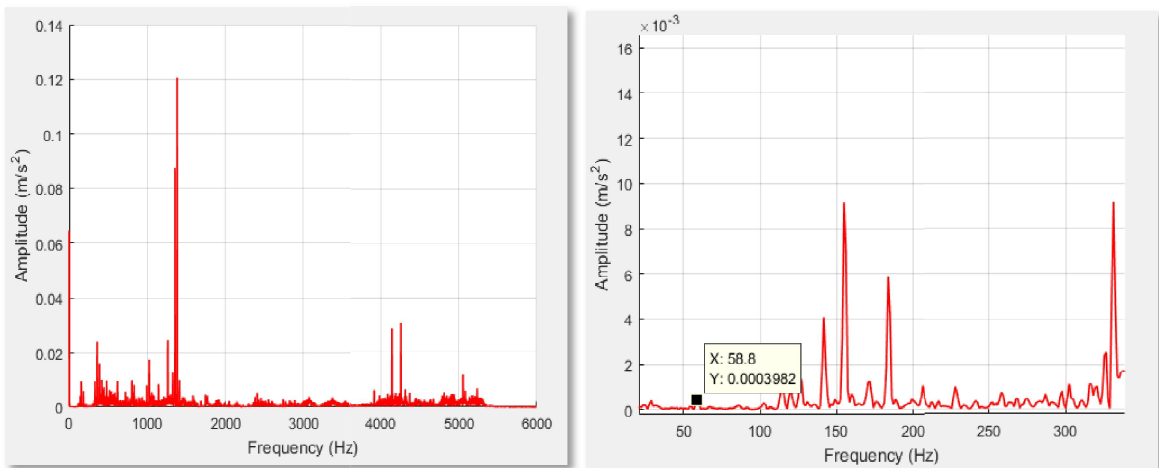 0.14
0.12
0.1
0.08
0.06
0.04
0.02
0
0 1000 2000 3000 4000 5000 6000
Amplitude (m/s²)
Frequency (Hz)
× 10⁻³
16
14
12
10
8
6
4
2
0
50 100 150 200 250 300
Amplitude (m/s²)
Frequency (Hz)
X: 58.8
Y: 0.0003982